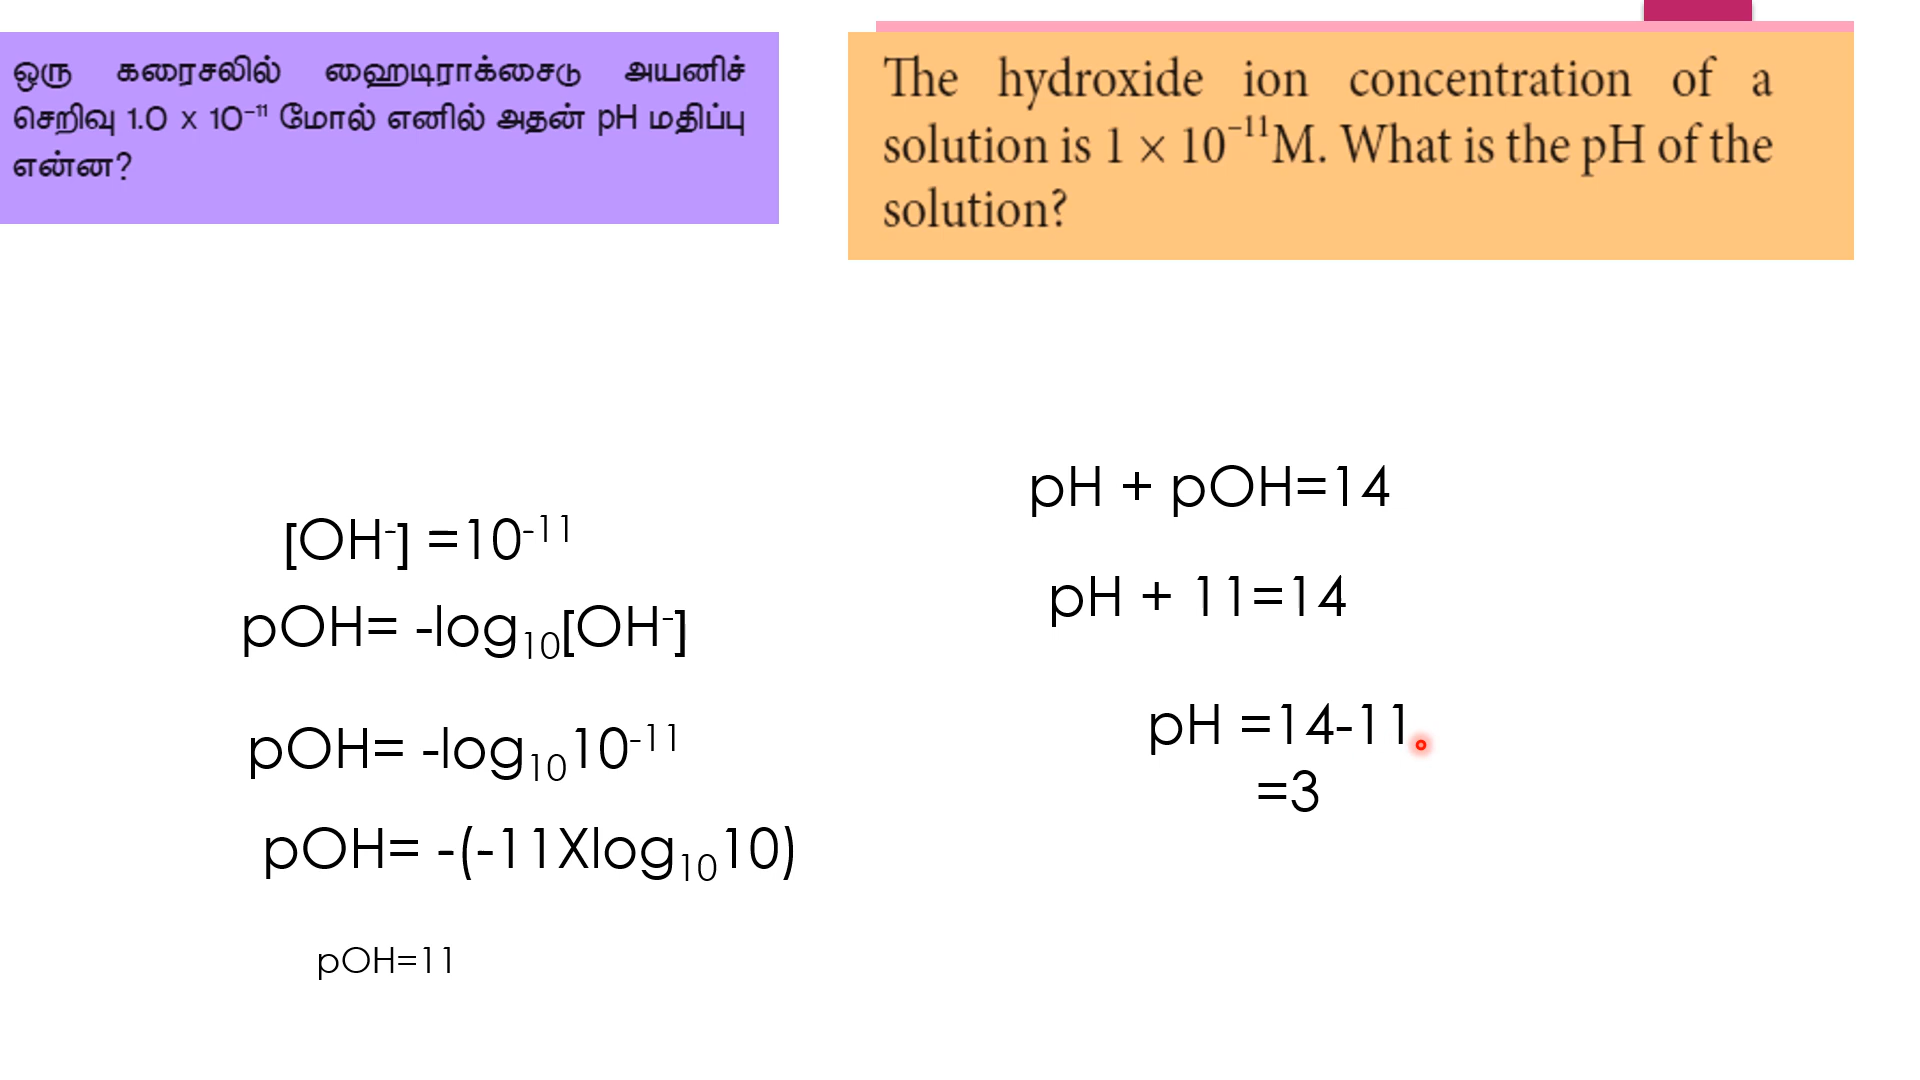 ஒரு கரைசலில் ஹைடிராக்சைடு அயனிச்
செறிவு 1.0 x 10⁻¹¹ மோல் எனில் அதன் pH மதிப்பு
என்ன?
The hydroxide ion concentration of a
solution is 1 × 10⁻¹¹M. What is the pH of the
solution?
[OH⁻] =10⁻¹¹
pOH= -log₁₀[OH⁻]
pOH= -log₁₀10⁻¹¹
pOH= -(-11Xlog₁₀10)
pOH=11
pH + pOH=14
pH + 11=14
pH =14-11
=3